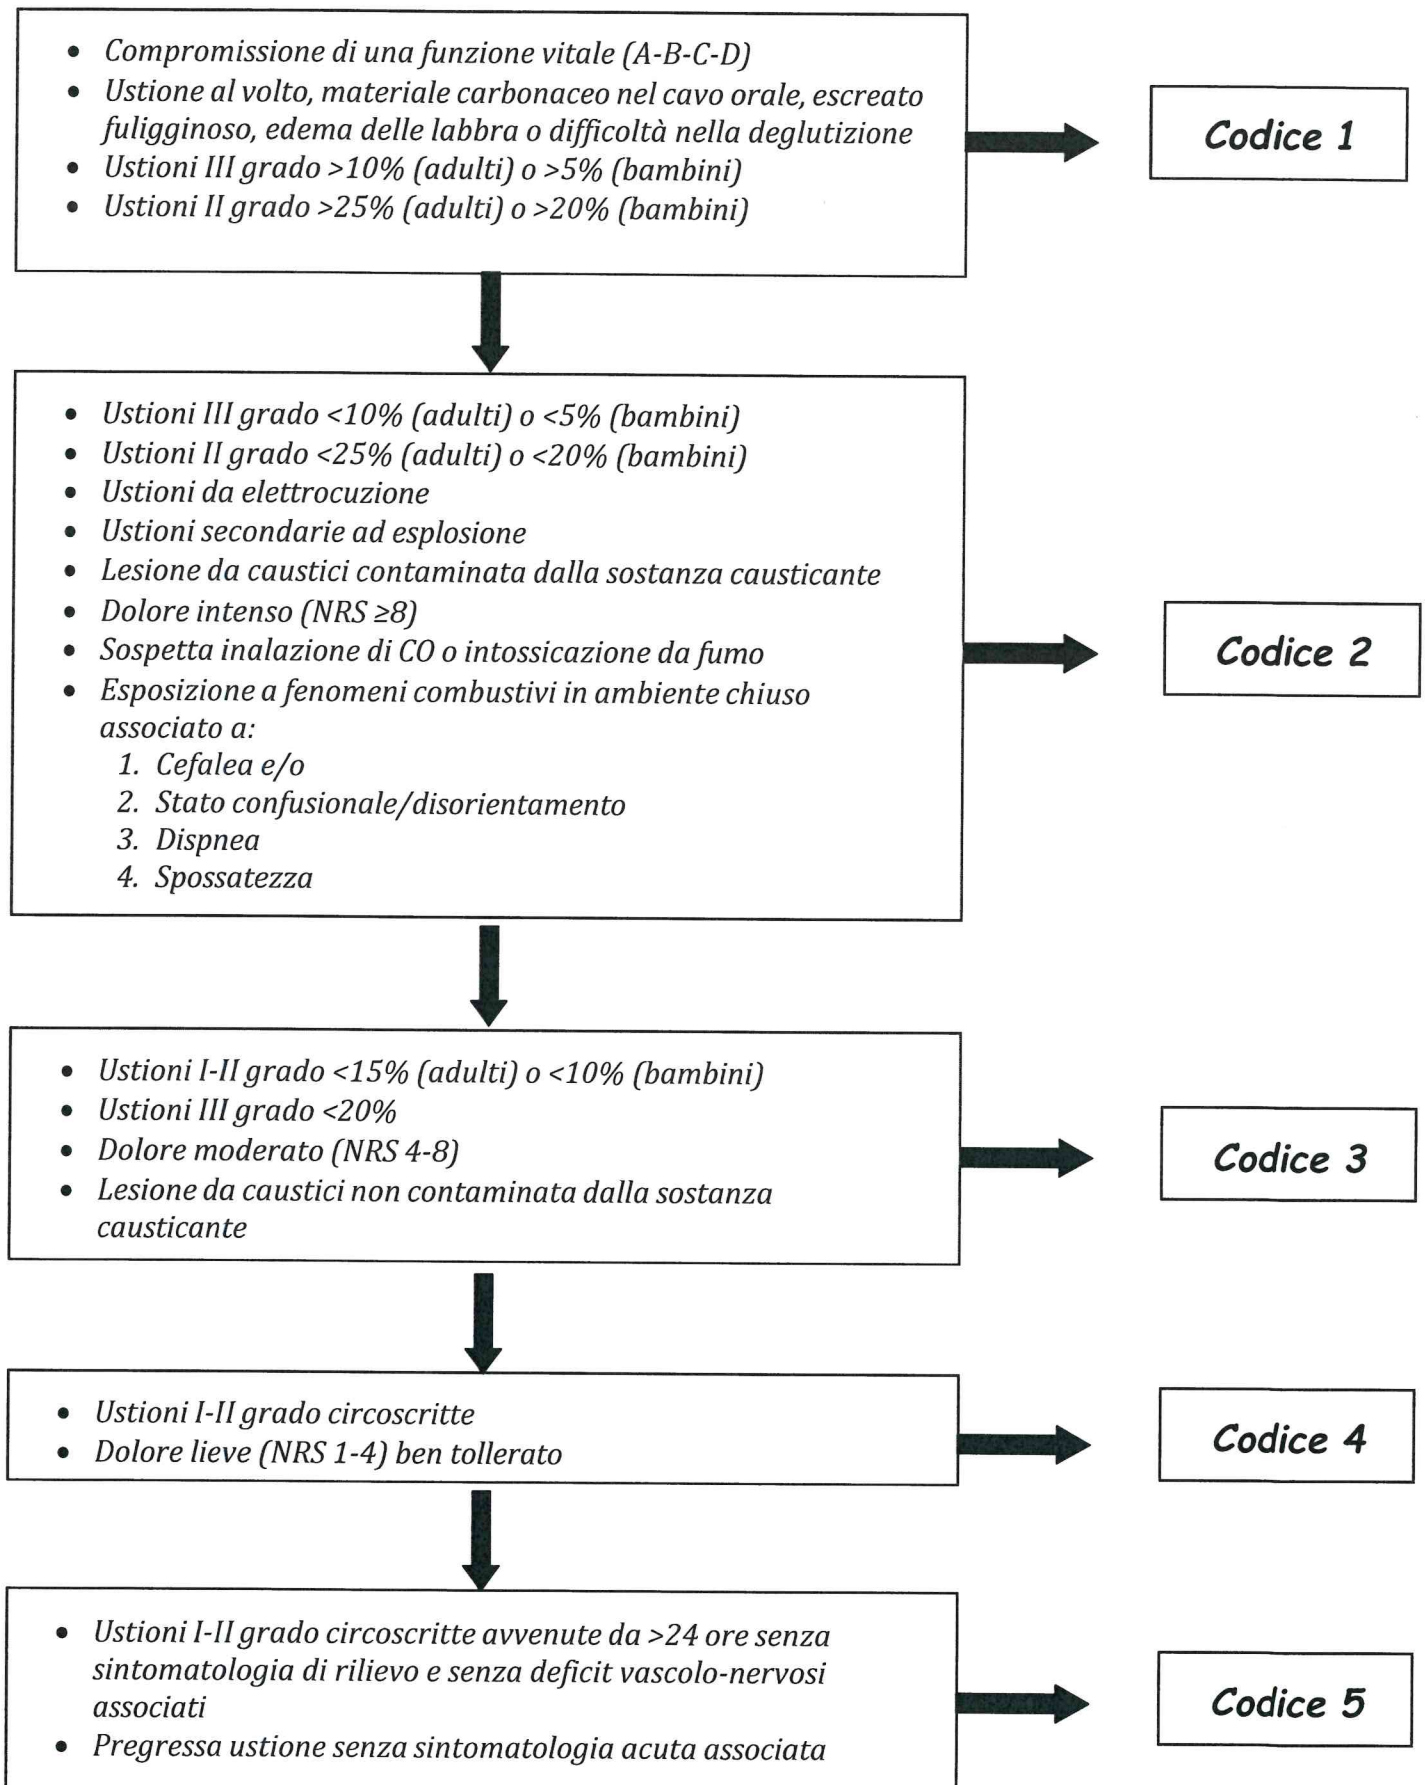 • Compromissione di una funzione vitale (A-B-C-D)
• Ustione al volto, materiale carbonaceo nel cavo orale, escreato
fuligginoso, edema delle labbra o difficoltà nella deglutizione
• Ustioni III grado >10% (adulti) o >5% (bambini)
• Ustioni II grado >25% (adulti) o >20% (bambini)
Codice 1
• Ustioni III grado <10% (adulti) o <5% (bambini)
• Ustioni II grado <25% (adulti) o <20% (bambini)
• Ustioni da elettrocuzione
• Ustioni secondarie ad esplosione
• Lesione da caustici contaminata dalla sostanza causticante
• Dolore intenso (NRS ≥8)
• Sospetta inalazione di CO o intossicazione da fumo
• Esposizione a fenomeni combustivi in ambiente chiuso
associato a:
1. Cefalea e/o
2. Stato confusionale/disorientamento
3. Dispnea
4. Spossatezza
Codice 2
• Ustioni I-II grado <15% (adulti) o <10% (bambini)
• Ustioni III grado <20%
• Dolore moderato (NRS 4-8)
• Lesione da caustici non contaminata dalla sostanza
causticante
Codice 3
• Ustioni I-II grado circoscritte
• Dolore lieve (NRS 1-4) ben tollerato
Codice 4
• Ustioni I-II grado circoscritte avvenute da >24 ore senza
sintomatologia di rilievo e senza deficit vascolo-nervosi
associati
• Pregressa ustione senza sintomatologia acuta associata
Codice 5